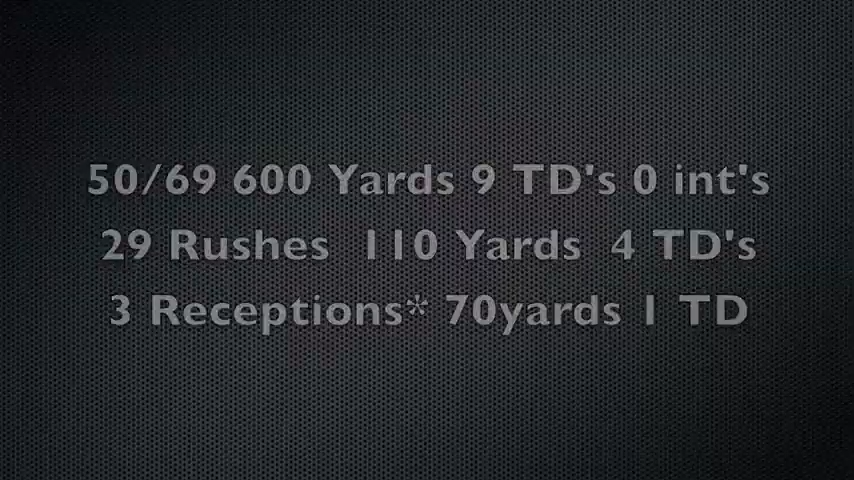 50/69 600 Yards 9 TD's 0 int's
29 Rushes 110 Yards 4 TD's
3 Receptions* 70yards 1 TD